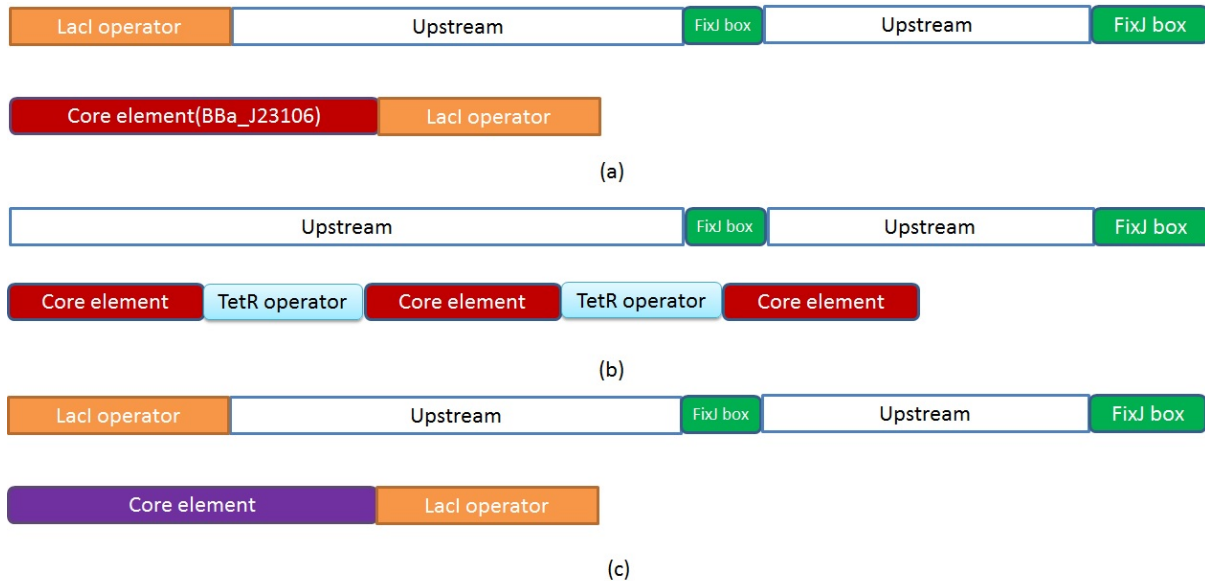 LacI operator Upstream FixJ box Upstream FixJ box
Core element(BBa_J23106) LacI operator
(a)
Upstream FixJ box Upstream FixJ box
Core element TetR operator Core element TetR operator Core element
(b)
LacI operator Upstream FixJ box Upstream FixJ box
Core element LacI operator
(c)